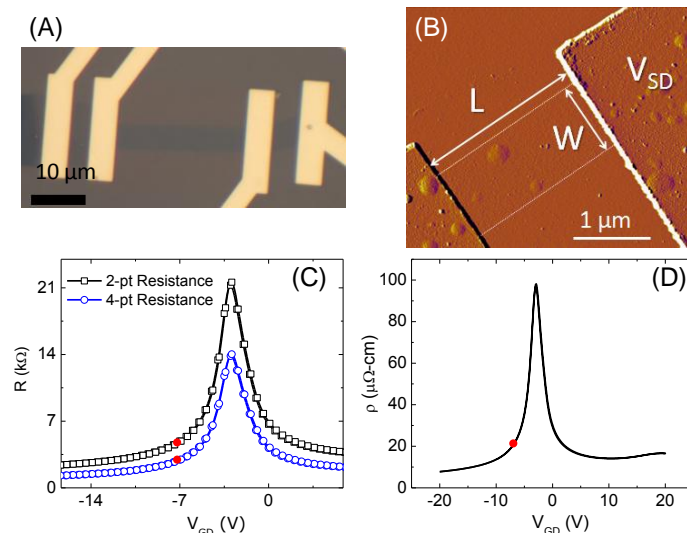 (A)
10 μm
(B)
L
W
V_SD
1 μm
(C)
2-pt Resistance
4-pt Resistance
R (kΩ)
21
14
7
0
-14
-7
0
V_GD (V)
(D)
ρ (μΩ-cm)
100
80
60
40
20
0
-20
-10
0
10
20
V_GD (V)